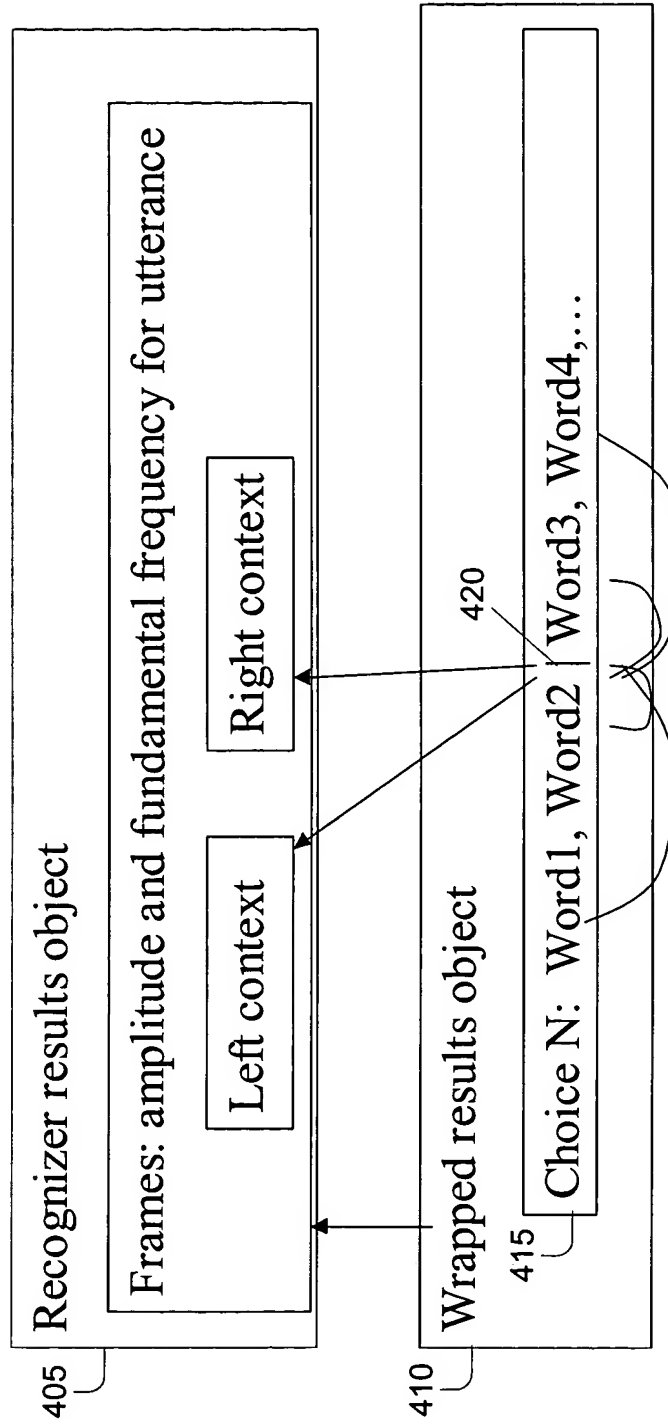 405
Recognizer results object
Frames: amplitude and fundamental frequency for utterance
Left context
Right context
410
Wrapped results object
420
415
Choice N: Word1, Word2 | Word3, Word4,...